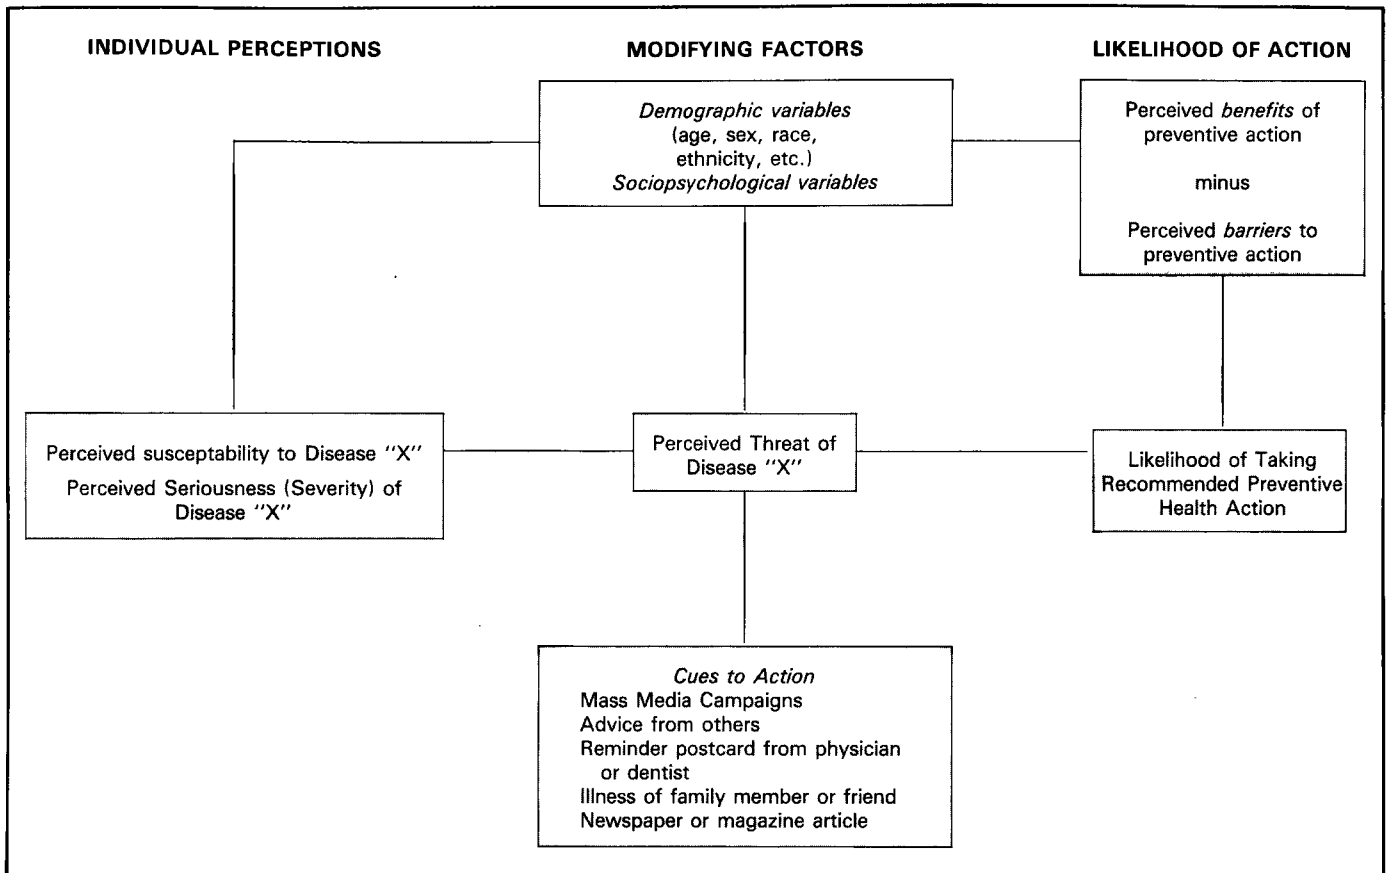 INDIVIDUAL PERCEPTIONS
MODIFYING FACTORS
LIKELIHOOD OF ACTION
Demographic variables
(age, sex, race,
ethnicity, etc.)
Sociopsychological variables
Perceived benefits of
preventive action
minus
Perceived barriers to
preventive action
Perceived susceptability to Disease "X"
Perceived Seriousness (Severity) of
Disease "X"
Perceived Threat of
Disease "X"
Likelihood of Taking
Recommended Preventive
Health Action
Cues to Action
Mass Media Campaigns
Advice from others
Reminder postcard from physician
or dentist
Illness of family member or friend
Newspaper or magazine article